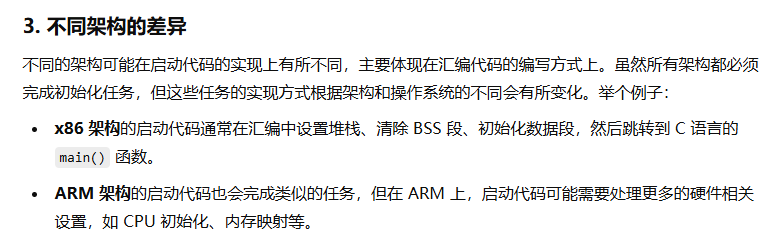 3. 不同架构的差异
不同的架构可能在启动代码的实现上有所不同，主要体现在汇编代码的编写方式上。虽然所有架构都必须
完成初始化任务，但这些任务的实现方式根据架构和操作系统的不同会有所变化。举个例子：
• x86 架构的启动代码通常在汇编中设置堆栈、清除 BSS 段、初始化数据段，然后跳转到 C 语言的
main() 函数。
• ARM 架构的启动代码也会完成类似的任务，但在 ARM 上，启动代码可能需要处理更多的硬件相关
设置，如 CPU 初始化、内存映射等。